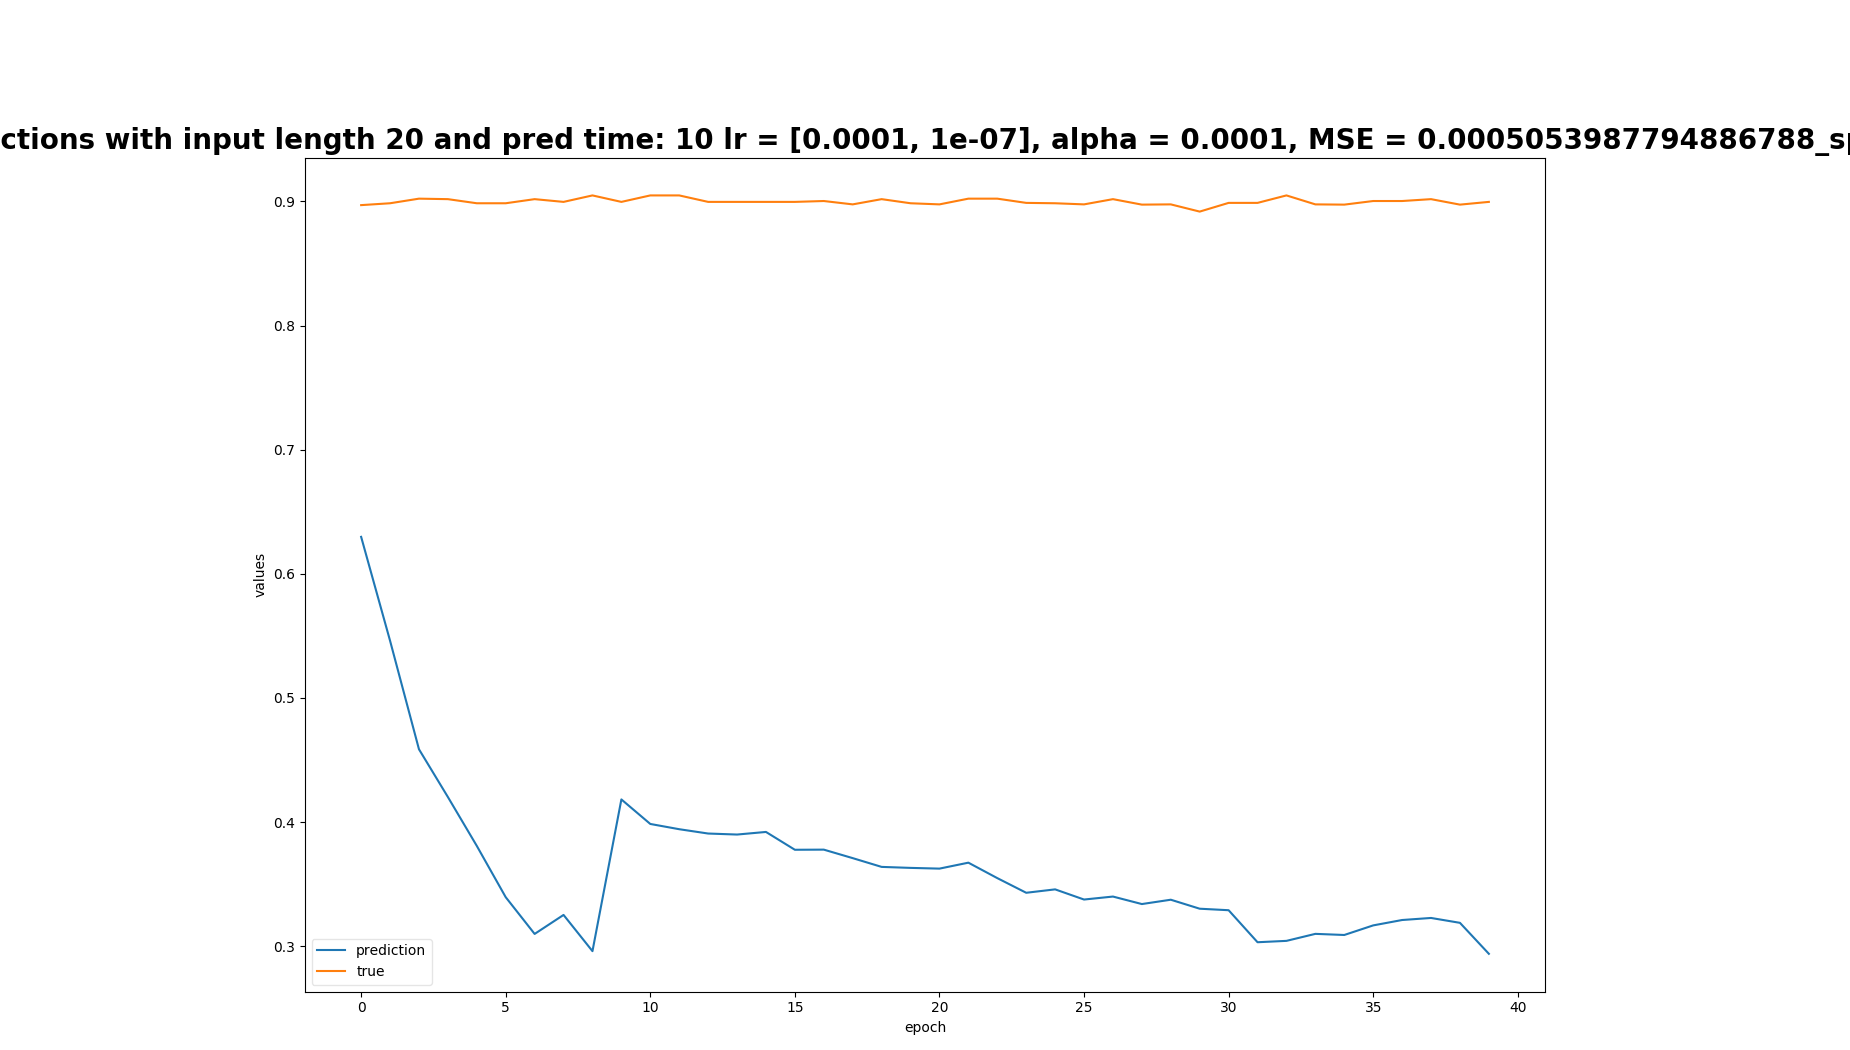 ctions with input length 20 and pred time: 10 lr = [0.0001, 1e-07], alpha = 0.0001, MSE = 0.0005053987794886788_s
0.9
0.8
0.7
0.6
0.5
0.4
0.3
values
prediction
true
0 5 10 15 20 25 30 35 40
epoch